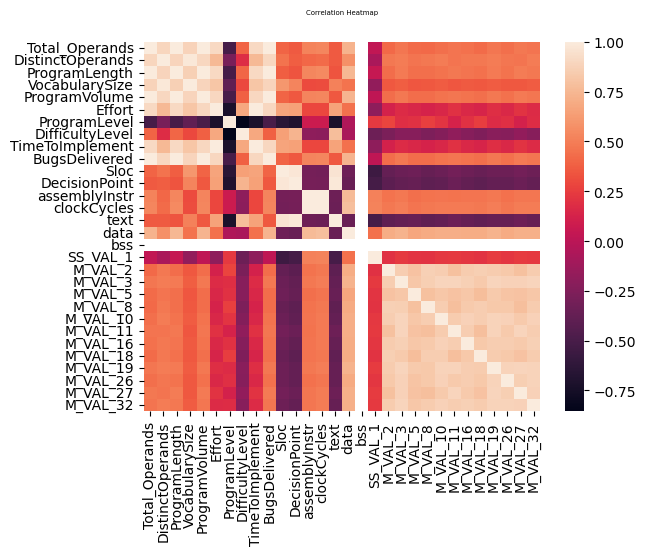 Correlation Heatmap
Total_Operands
DistinctOperands
ProgramLength
VocabularySize
ProgramVolume
Effort
ProgramLevel
DifficultyLevel
TimeToImplement
BugsDelivered
Sloc
DecisionPoint
assemblyInstr
clockCycles
text
data
bss
SS_VAL_1
M_VAL_2
M_VAL_3
M_VAL_5
M_VAL_8
M_VAL_10
M_VAL_11
M_VAL_16
M_VAL_18
M_VAL_19
M_VAL_26
M_VAL_27
M_VAL_32
1.00
0.75
0.50
0.25
0.00
−0.25
−0.50
−0.75
Total_Operands
DistinctOperands
ProgramLength
VocabularySize
ProgramVolume
Effort
ProgramLevel
DifficultyLevel
TimeToImplement
BugsDelivered
Sloc
DecisionPoint
assemblyInstr
clockCycles
text
data
bss
SS_VAL_1
M_VAL_2
M_VAL_3
M_VAL_5
M_VAL_8
M_VAL_10
M_VAL_11
M_VAL_16
M_VAL_18
M_VAL_19
M_VAL_26
M_VAL_27
M_VAL_32